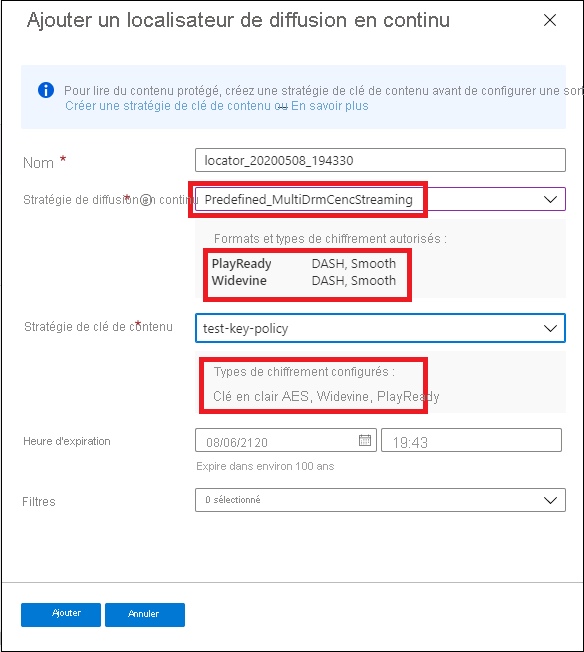 Ajouter un localisateur de diffusion en continu
Pour lire du contenu protégé, créez une stratégie de clé de contenu avant de configurer une sor
Créer une stratégie de clé de contenu ou En savoir plus
Nom *
locator_20200508_194330
Stratégie de diffusion en continu *
Predefined_MultiDrmCencStreaming
Formats et types de chiffrement autorisés :
PlayReady DASH, Smooth
Widevine DASH, Smooth
Stratégie de clé de contenu *
test-key-policy
Types de chiffrement configurés :
Clé en clair AES, Widevine, PlayReady
Heure d'expiration
08/06/2120 19:43
Expire dans environ 100 ans
Filtres
0 sélectionné
Ajouter Annuler